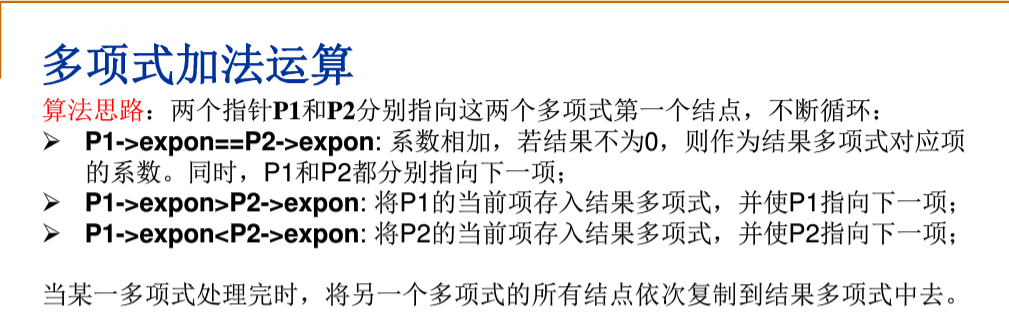 多项式加法运算
算法思路：两个指针P1和P2分别指向这两个多项式第一个结点，不断循环：
➢ P1->expon==P2->expon: 系数相加，若结果不为0，则作为结果多项式对应项
的系数。同时，P1和P2都分别指向下一项；
➢ P1->expon>P2->expon: 将P1的当前项存入结果多项式，并使P1指向下一项；
➢ P1->expon<P2->expon: 将P2的当前项存入结果多项式，并使P2指向下一项；
当某一多项式处理完时，将另一个多项式的所有结点依次复制到结果多项式中去。